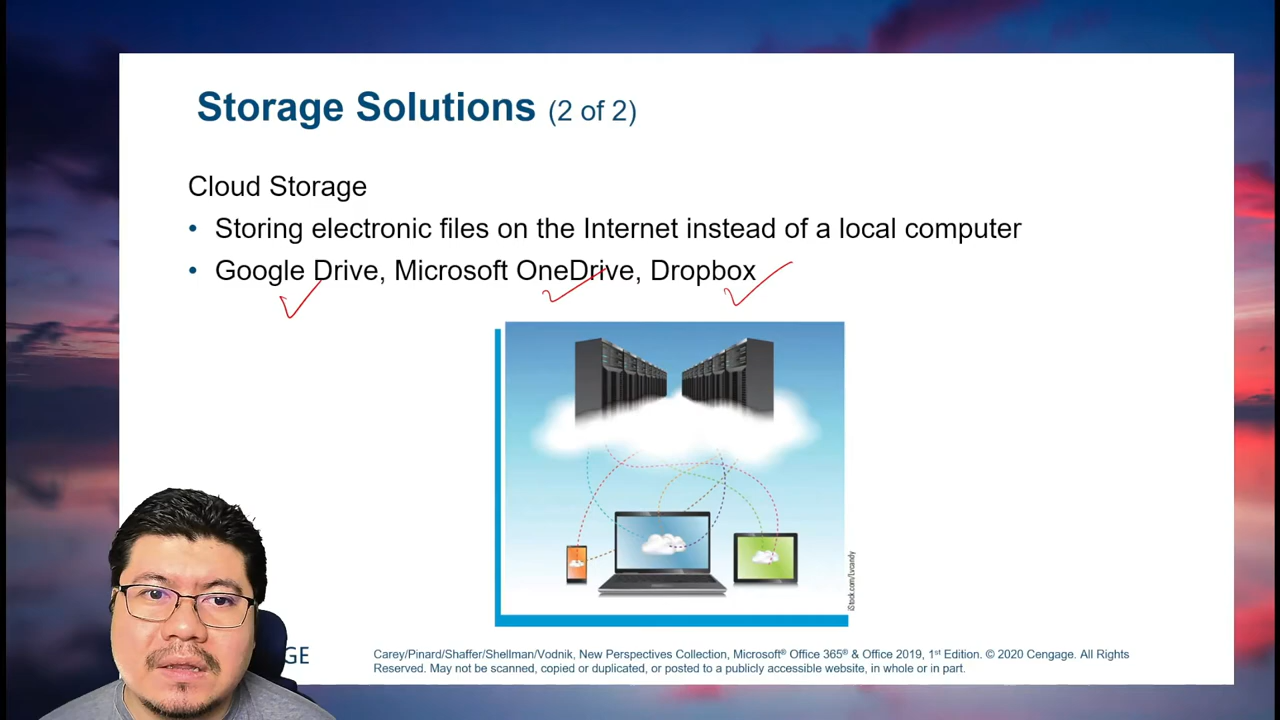 Storage Solutions (2 of 2)
Cloud Storage
• Storing electronic files on the Internet instead of a local computer
• Google Drive, Microsoft OneDrive, Dropbox
iStock.com/Lvcandy
GE
Carey/Pinard/Shaffer/Shellman/Vodnik, New Perspectives Collection, Microsoft® Office 365® & Office 2019, 1st Edition. © 2020 Cengage. All Rights
Reserved. May not be scanned, copied or duplicated, or posted to a publicly accessible website, in whole or in part.